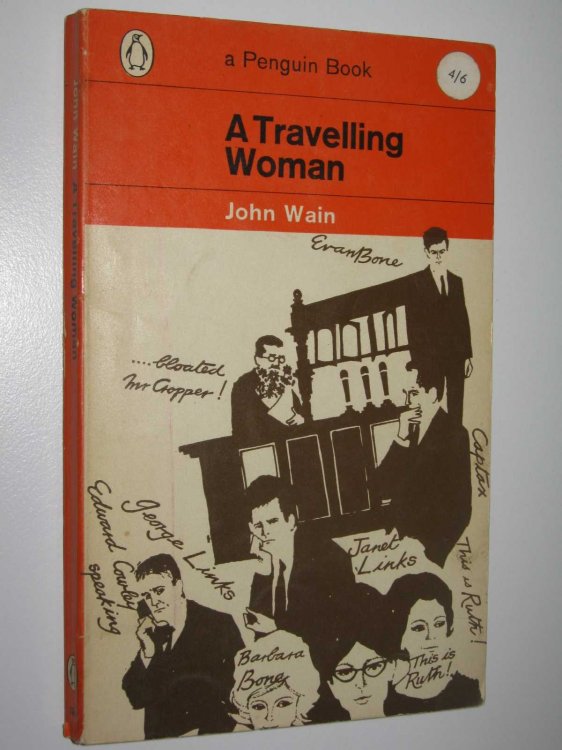 a Penguin Book
4/6
A Travelling
Woman
John Wain
John Wain A Travelling Woman
Evan Bone
....bloated
Mr Cropper!
Captax
George
Links
Edward Cowley
speaking
Janet
Links
This is Ruth!
Barbara
Bone
This is
Ruth!